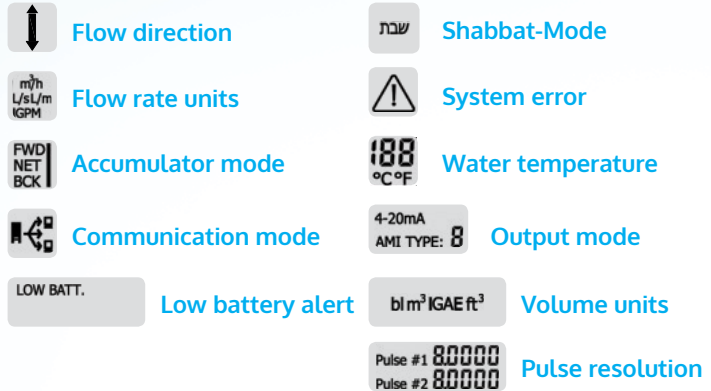 Flow direction
שבת Shabbat-Mode
m³/h
L/sL/m
IGPM
Flow rate units
System error
FWD
NET
BCK
Accumulator mode
188
°C°F
Water temperature
Communication mode
4-20mA
AMI TYPE: 8
Output mode
LOW BATT.
Low battery alert
bl m³ IGAE ft³ Volume units
Pulse #1 8.0000
Pulse #2 8.0000
Pulse resolution